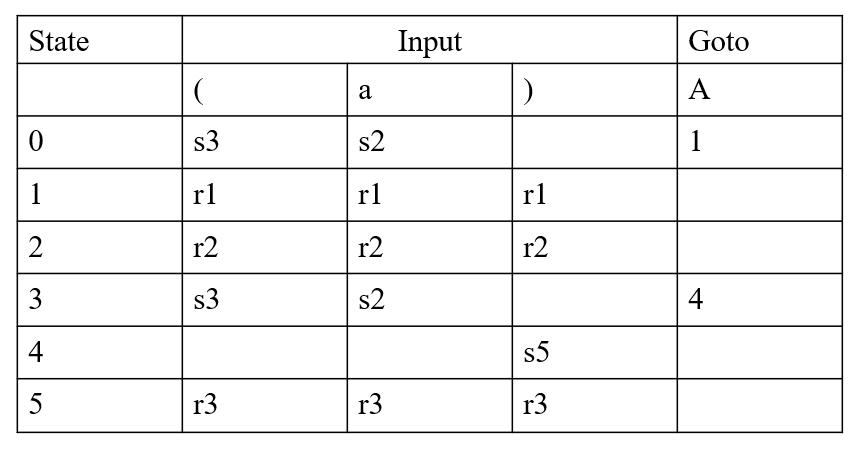 State Input Goto
( a ) A
0 s3 s2 1
1 r1 r1 r1
2 r2 r2 r2
3 s3 s2 4
4 s5
5 r3 r3 r3